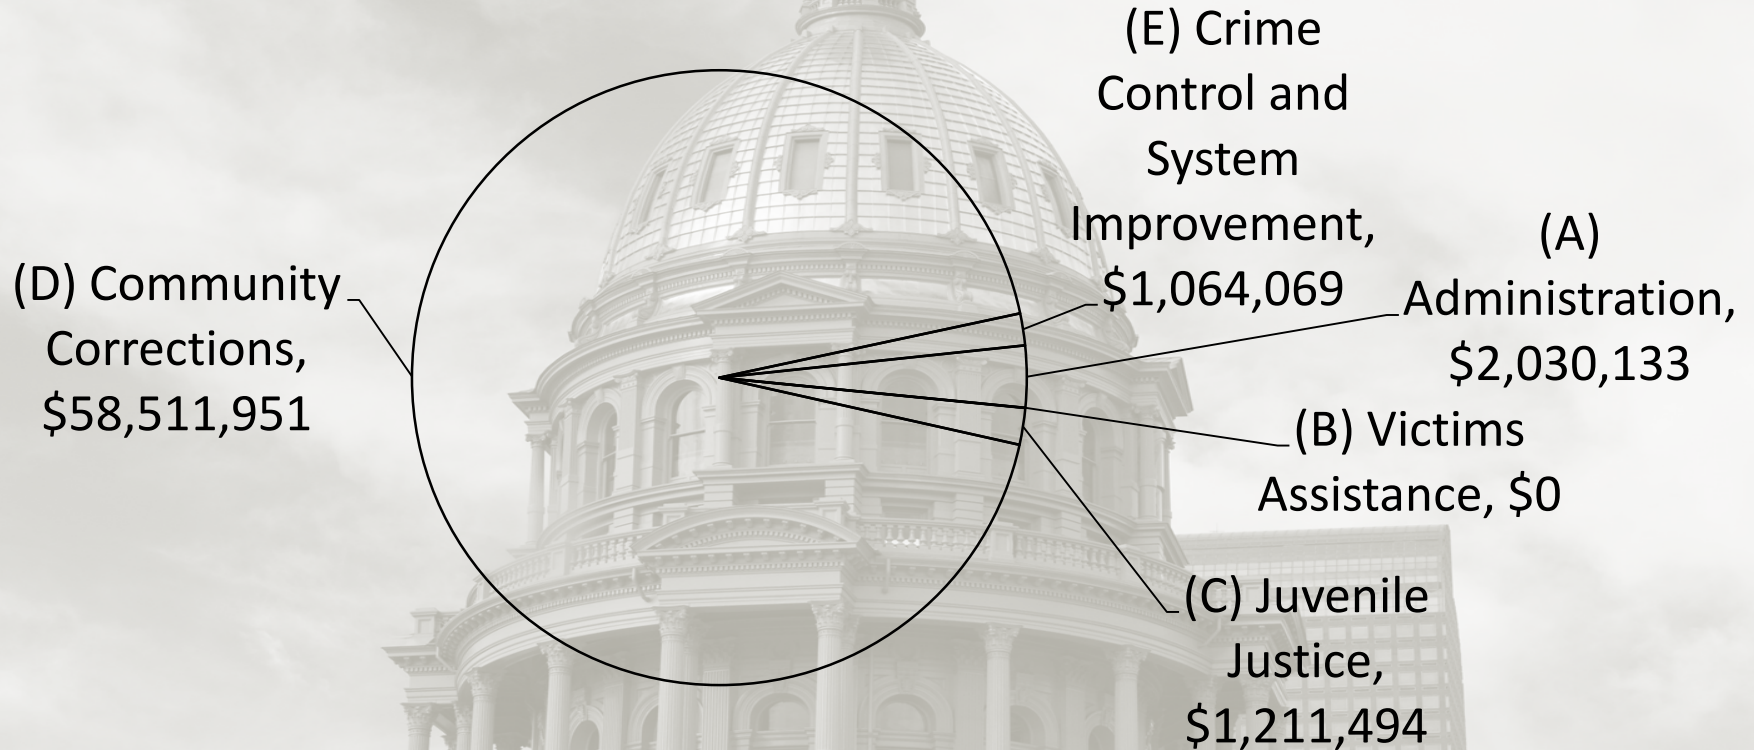 (E) Crime
Control and
System
Improvement,
$1,064,069
(A)
Administration,
$2,030,133
(D) Community
Corrections,
$58,511,951
(B) Victims
Assistance, $0
(C) Juvenile
Justice,
$1,211,494